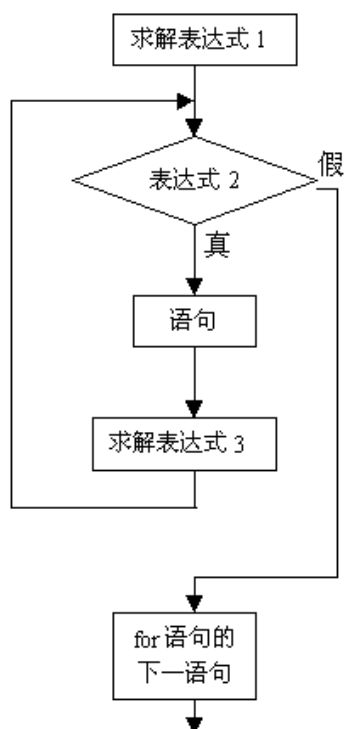 求解表达式1
表达式2
假
真
语句
求解表达式3
for语句的
下一语句